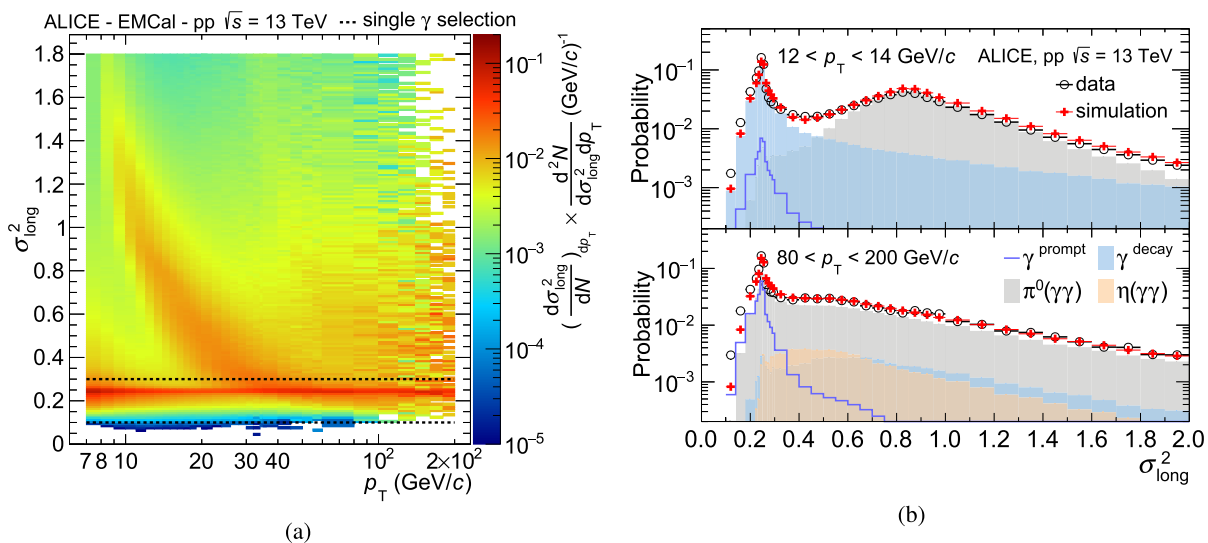 ALICE - EMCal - pp √s = 13 TeV ---- single γ selection
σ²long
1.8
1.6
1.4
1.2
1
0.8
0.6
0.4
0.2
0
7 8 10 20 30 40 10² 2×10²
pT (GeV/c)
10⁻¹
10⁻²
10⁻³
10⁻⁴
10⁻⁵
(dσ²long/dN)dpT × d²N/dσ²longdpT (GeV/c)⁻¹
(a)
12 < pT < 14 GeV/c ALICE, pp √s = 13 TeV
data
simulation
Probability
10⁻¹
10⁻²
10⁻³
80 < pT < 200 GeV/c
γprompt γdecay
π⁰(γγ) η(γγ)
Probability
10⁻¹
10⁻²
10⁻³
0.0 0.2 0.4 0.6 0.8 1.0 1.2 1.4 1.6 1.8 2.0
σ²long
(b)